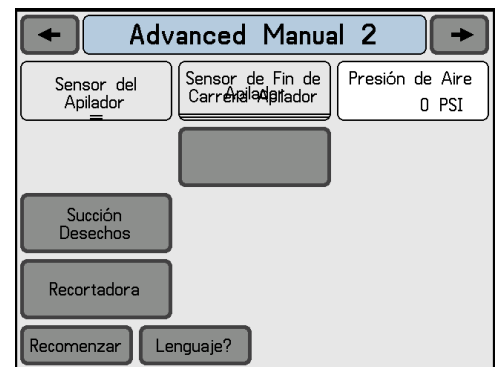 Advanced Manual 2
Sensor del
Apilador
Sensor de Fin de
Carrera Apilador
Presión de Aire
0 PSI
Succión
Desechos
Recortadora
Recomenzar
Lenguaje?